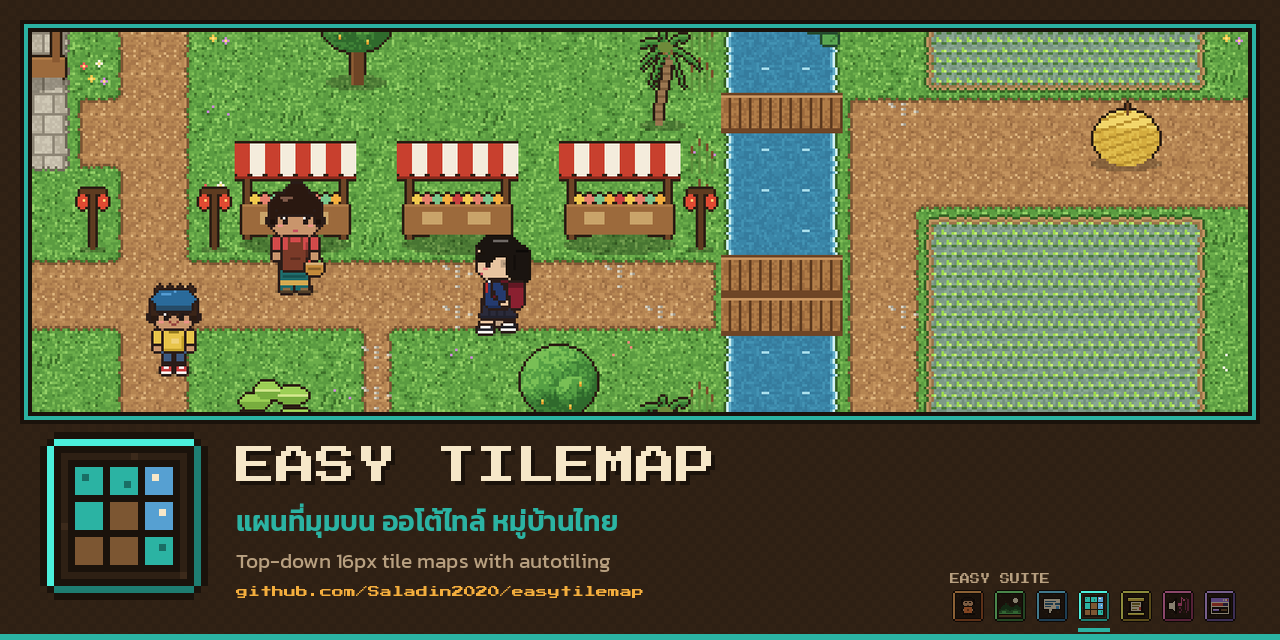 EASY TILEMAP
แผนที่มุมบน ออโต้ไทล์ หมู่บ้านไทย
Top-down 16px tile maps with autotiling
github.com/Saladin2020/easytilemap
EASY SUITE